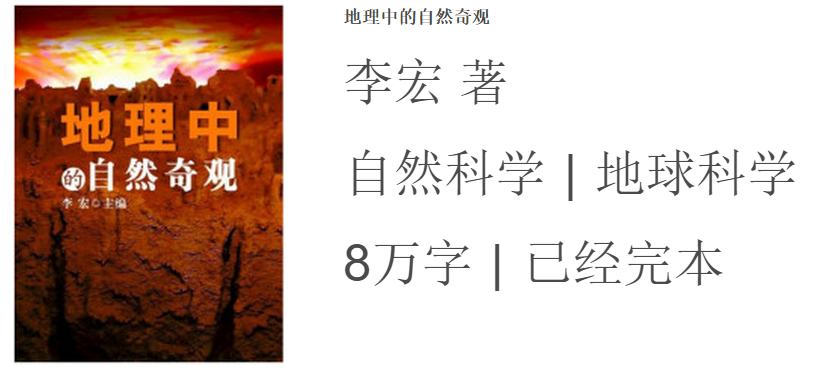 地理中
的自然奇观
李 宏◎主编
地理中的自然奇观
李宏 著
自然科学 | 地球科学
8万字 | 已经完本